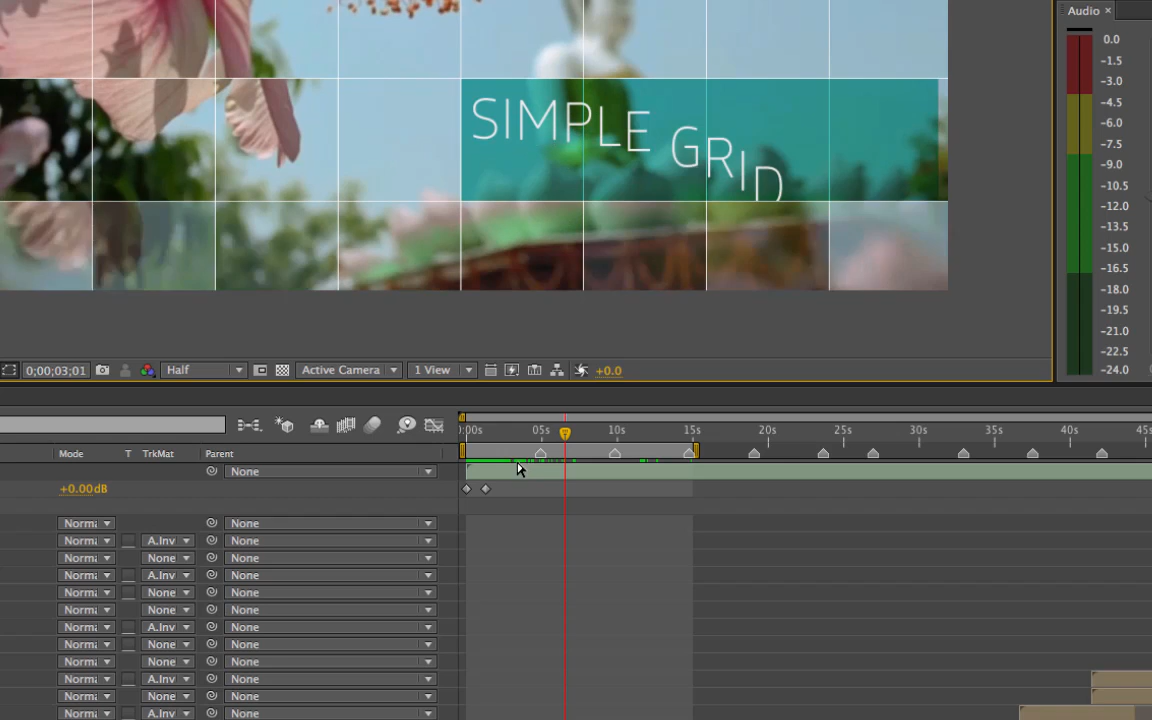 Audio ×
0.0
-1.5
-3.0
-4.5
-6.0
-7.5
-9.0
-10.5
-12.0
-13.5
-15.0
-16.5
-18.0
-19.5
-21.0
-22.5
-24.0
SIMPLE GRID
0;00;03;01 Half Active Camera 1 View +0.0
):00s 05s 10s 15s 20s 25s 30s 35s 40s 45s
Mode T TrkMat Parent
None
+0.00dB
Norma None
Norma A.Inv None
Norma None None
Norma A.Inv None
Norma None None
Norma None None
Norma A.Inv None
Norma None None
Norma None None
Norma A.Inv None
Norma None None
Norma A.Inv None